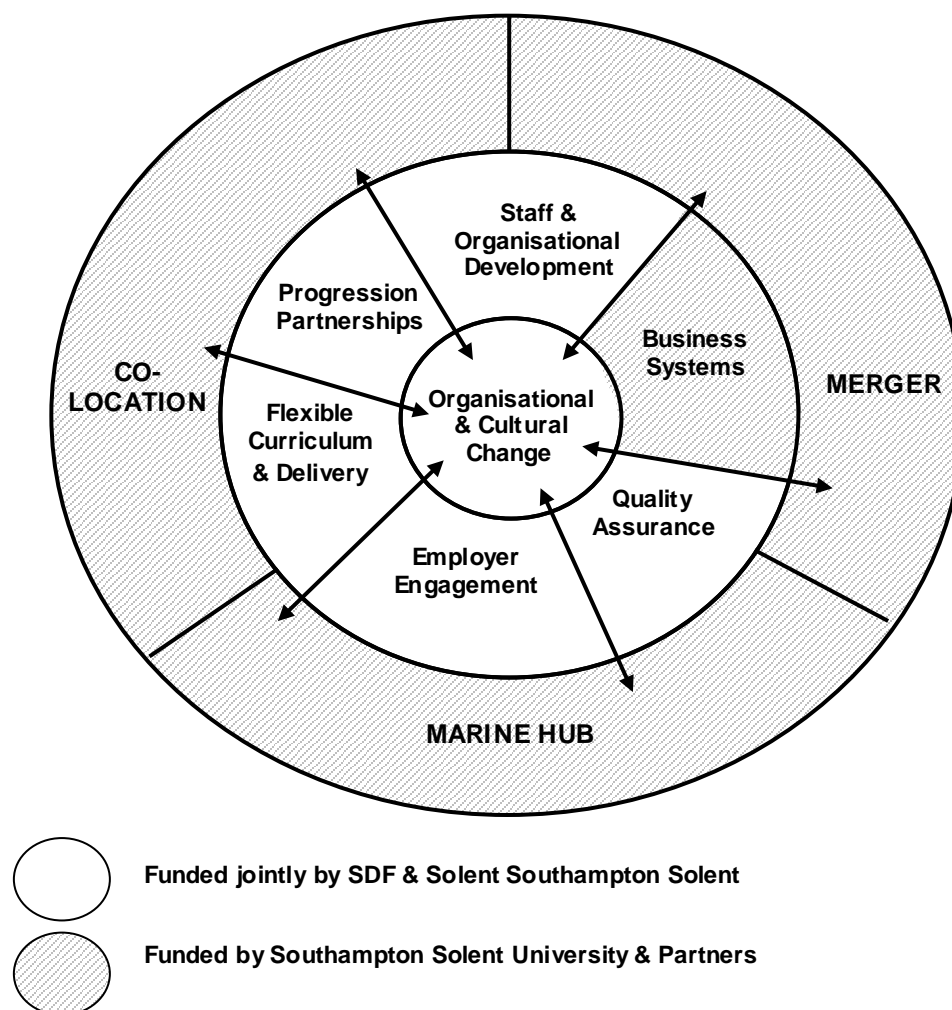 Staff &
Organisational
Development
Progression
Partnerships
Business
Systems
CO-
LOCATION
MERGER
Organisational
& Cultural
Change
Flexible
Curriculum
& Delivery
Quality
Assurance
Employer
Engagement
MARINE HUB
Funded jointly by SDF & Solent Southampton Solent
Funded by Southampton Solent University & Partners